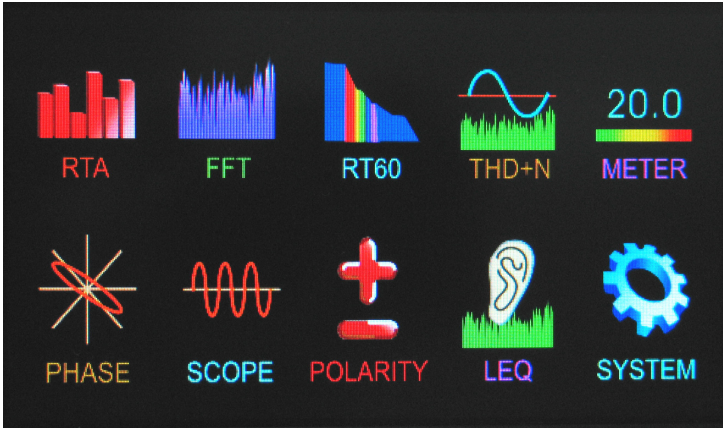 20.0
RTA FFT RT60 THD+N METER
PHASE SCOPE POLARITY LEQ SYSTEM